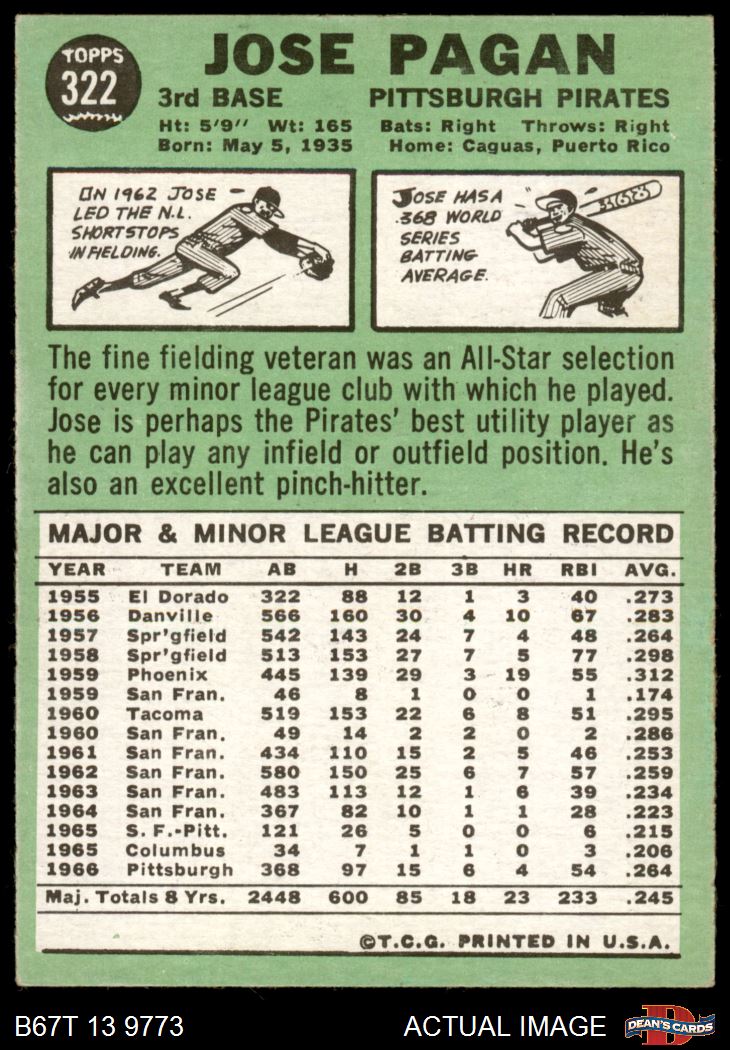 TOPPS
322
JOSE PAGAN
3rd BASE PITTSBURGH PIRATES
Ht: 5'9" Wt: 165 Bats: Right Throws: Right
Born: May 5, 1935 Home: Caguas, Puerto Rico
IN 1962 JOSE
LED THE N.L.
SHORTSTOPS
IN FIELDING.
JOSE HAS A
.368 WORLD
SERIES
BATTING
AVERAGE.
.368
The fine fielding veteran was an All-Star selection
for every minor league club with which he played.
Jose is perhaps the Pirates' best utility player as
he can play any infield or outfield position. He's
also an excellent pinch-hitter.
MAJOR & MINOR LEAGUE BATTING RECORD
YEAR TEAM AB H 2B 3B HR RBI AVG.
1955 El Dorado 322 88 12 1 3 40 .273
1956 Danville 566 160 30 4 10 67 .283
1957 Spr'gfield 542 143 24 7 4 48 .264
1958 Spr'gfield 513 153 27 7 5 77 .298
1959 Phoenix 445 139 29 3 19 55 .312
1959 San Fran. 46 8 1 0 0 1 .174
1960 Tacoma 519 153 22 6 8 51 .295
1960 San Fran. 49 14 2 2 0 2 .286
1961 San Fran. 434 110 15 2 5 46 .253
1962 San Fran. 580 150 25 6 7 57 .259
1963 San Fran. 483 113 12 1 6 39 .234
1964 San Fran. 367 82 10 1 1 28 .223
1965 S. F.-Pitt. 121 26 5 0 0 6 .215
1965 Columbus 34 7 1 1 0 3 .206
1966 Pittsburgh 368 97 15 6 4 54 .264
Maj. Totals 8 Yrs. 2448 600 85 18 23 233 .245
©T.C.G. PRINTED IN U.S.A.
B67T 13 9773 ACTUAL IMAGE
D
DEAN'S CARDS